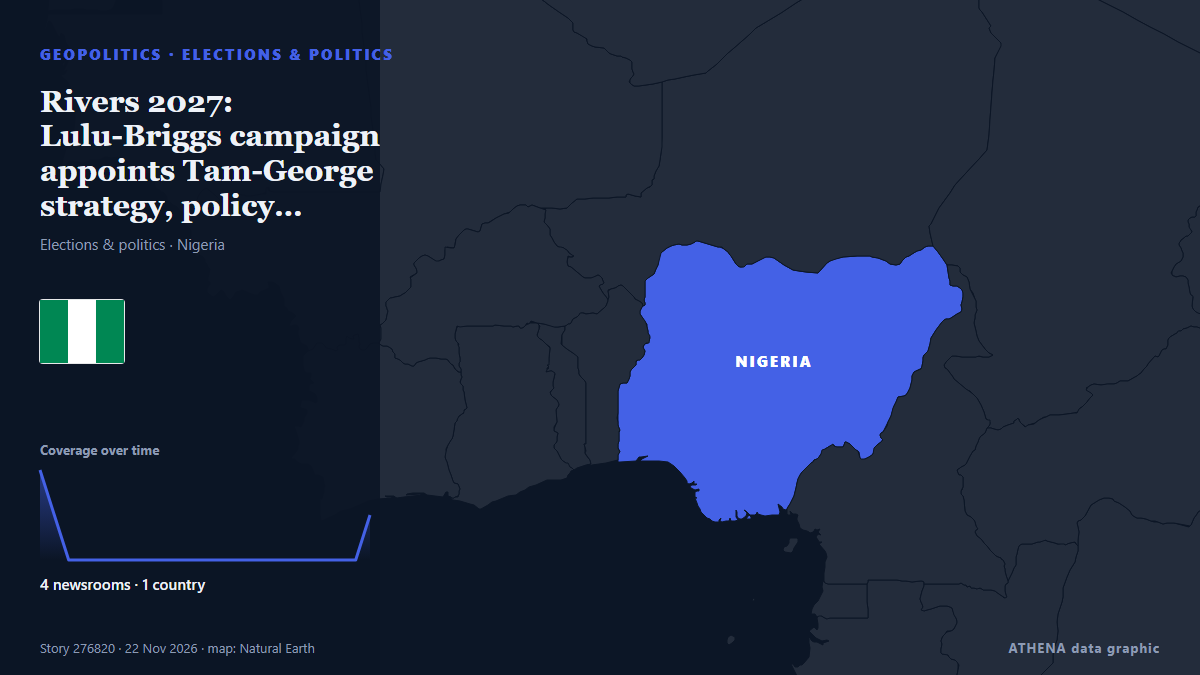 GEOPOLITICS · ELECTIONS & POLITICS
Rivers 2027:
Lulu-Briggs campaign
appoints Tam-George
strategy, policy...
Elections & politics · Nigeria
NIGERIA
Coverage over time
4 newsrooms · 1 country
Story 276820 · 22 Nov 2026 · map: Natural Earth
ATHENA data graphic